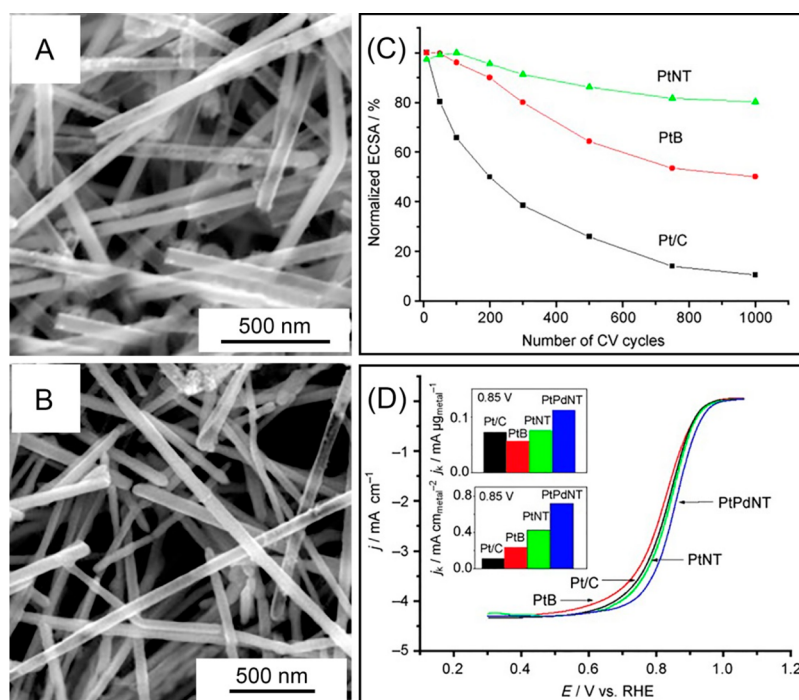 A
500 nm
B
500 nm
(C)
Normalized ECSA / %
100
80
60
40
20
0
0
200
400
600
800
1000
Number of CV cycles
PtNT
PtB
Pt/C
(D)
j / mA cm−2
0
−1
−2
−3
−4
−5
0.2
0.4
0.6
0.8
1.0
1.2
E / V vs. RHE
0.85 V
PtPdNT
Pt/C
PtB
PtNT
0.1
0.0
jk / mA μgmetal−1
0.85 V
PtPdNT
PtNT
PtB
Pt/C
0.8
0.4
0.0
jk / mA cmmetal−2
PtPdNT
PtNT
Pt/C
PtB